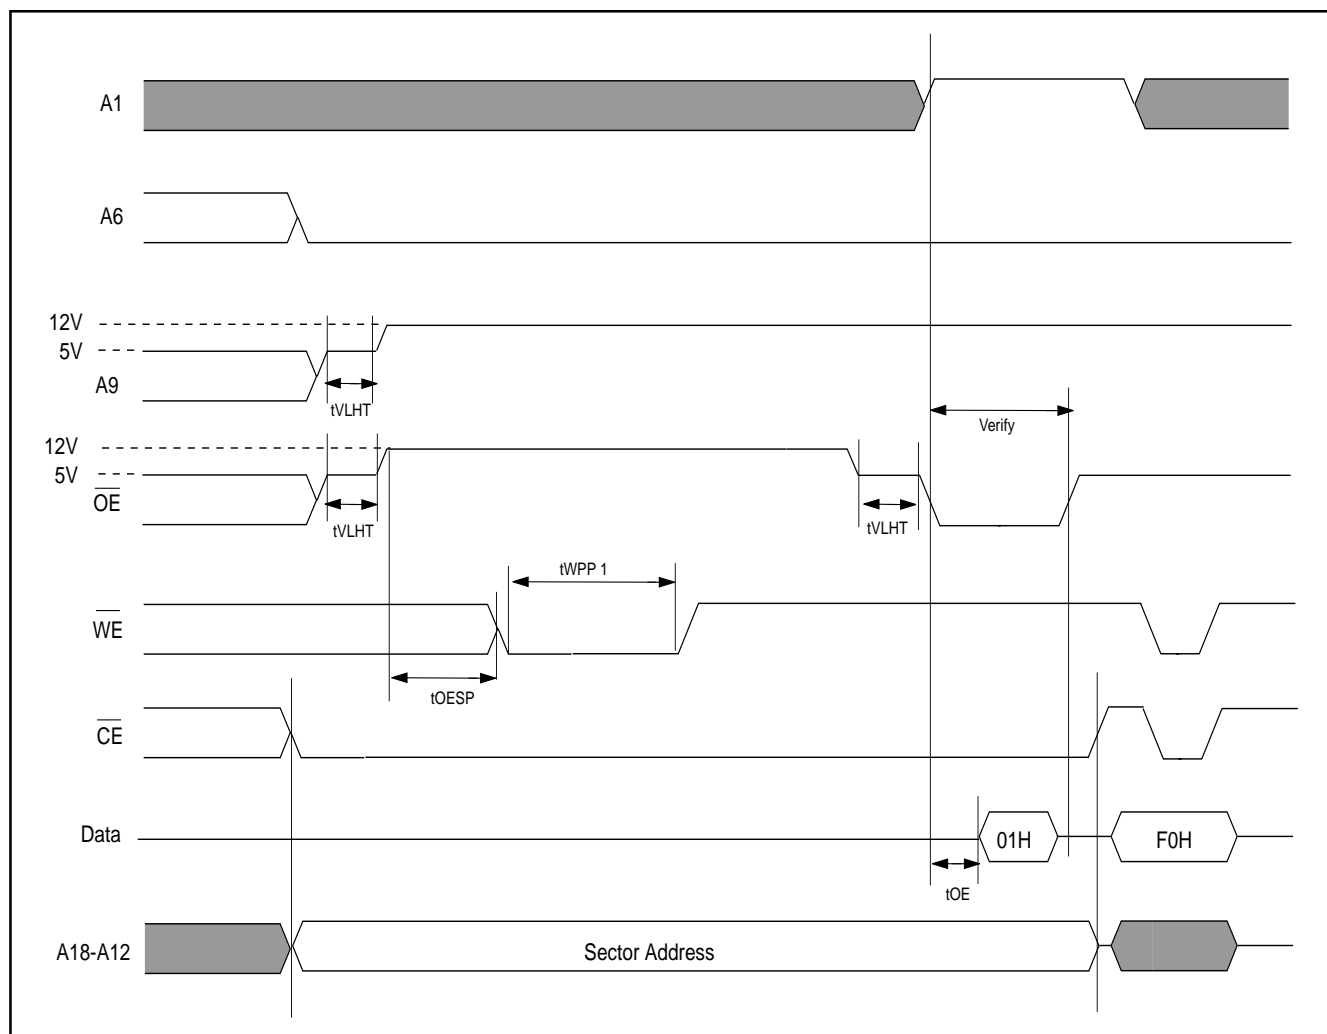 A1
A6
12V
5V
A9
tVLHT
Verify
12V
5V
OE
tVLHT
tVLHT
tWPP 1
WE
tOESP
CE
Data
01H
F0H
tOE
A18-A12
Sector Address